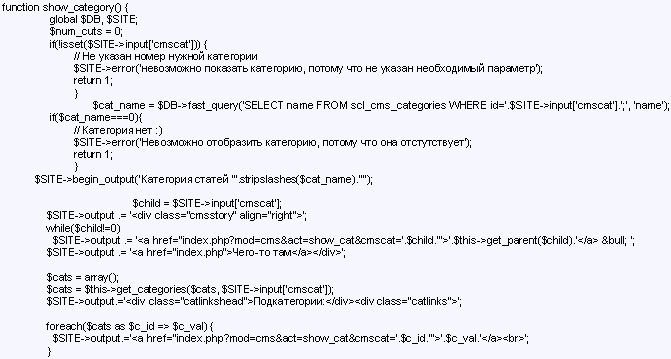 function show_category() {
global $DB, $SITE;
$num_cuts = 0;
if(!isset($SITE->input['cmscat'])) {
// Не указан номер нужной категории
$SITE->error('невозможно показать категорию, потому что не указан необходимый параметр');
return 1;
}
$cat_name = $DB->fast_query('SELECT name FROM scl_cms_categories WHERE id='.$SITE->input['cmscat'].';', 'name');
if($cat_name===0){
// Категория нет :)
$SITE->error('Невозможно отобразить категорию, потому что она отстутствует');
return 1;
}
$SITE->begin_output('Категория статей "'.stripslashes($cat_name).'"');
$child = $SITE->input['cmscat'];
$SITE->output .= '<div class="cmsstory" align="right">';
while($child!=0)
$SITE->output .= '<a href="index.php?mod=cms&act=show_cat&cmscat='.$child.'">'.$this->get_parent($child).'</a> &bull; ';
$SITE->output .= '<a href="index.php">Чего-то там</a></div>';
$cats = array();
$cats = $this->get_categories($cats, $SITE->input['cmscat']);
$SITE->output.='<div class="catlinkshead">Подкатегории:</div><div class="catlinks">';
foreach($cats as $c_id => $c_val) {
$SITE->output.='<a href="index.php?mod=cms&act=show_cat&cmscat='.$c_id.'">'.$c_val.'</a><br>';
}